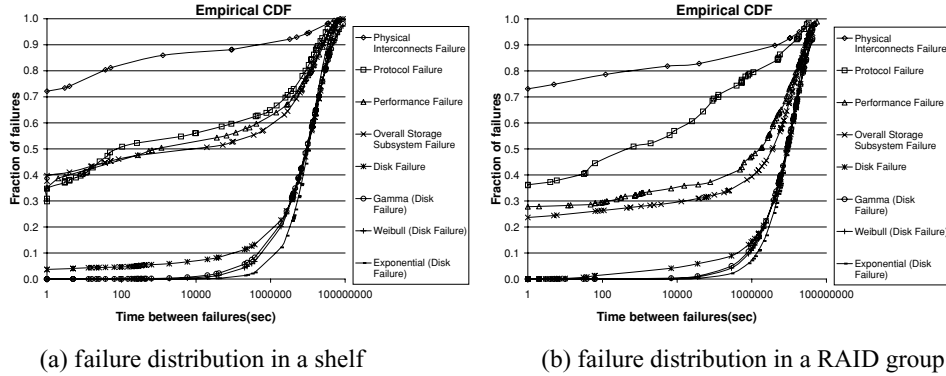 Empirical CDF
Fraction of failures
1.0
0.9
0.8
0.7
0.6
0.5
0.4
0.3
0.2
0.1
0.0
1
100
10000
1000000
100000000
Time between failures(sec)
Physical
Interconnects Failure
Protocol Failure
Performance Failure
Overall Storage
Subsystem Failure
Disk Failure
Gamma (Disk
Failure)
Weibull (Disk Failure)
Exponential (Disk
Failure)
(a) failure distribution in a shelf
Empirical CDF
Fraction of failures
1.0
0.9
0.8
0.7
0.6
0.5
0.4
0.3
0.2
0.1
0.0
1
100
10000
1000000
100000000
Time between failures(sec)
Physical
Interconnects Failure
Protocol Failure
Performance Failure
Overall Storage
Subsystem Failure
Disk Failure
Gamma (Disk
Failure)
Weibull (Disk Failure)
Exponential (Disk
Failure)
(b) failure distribution in a RAID group